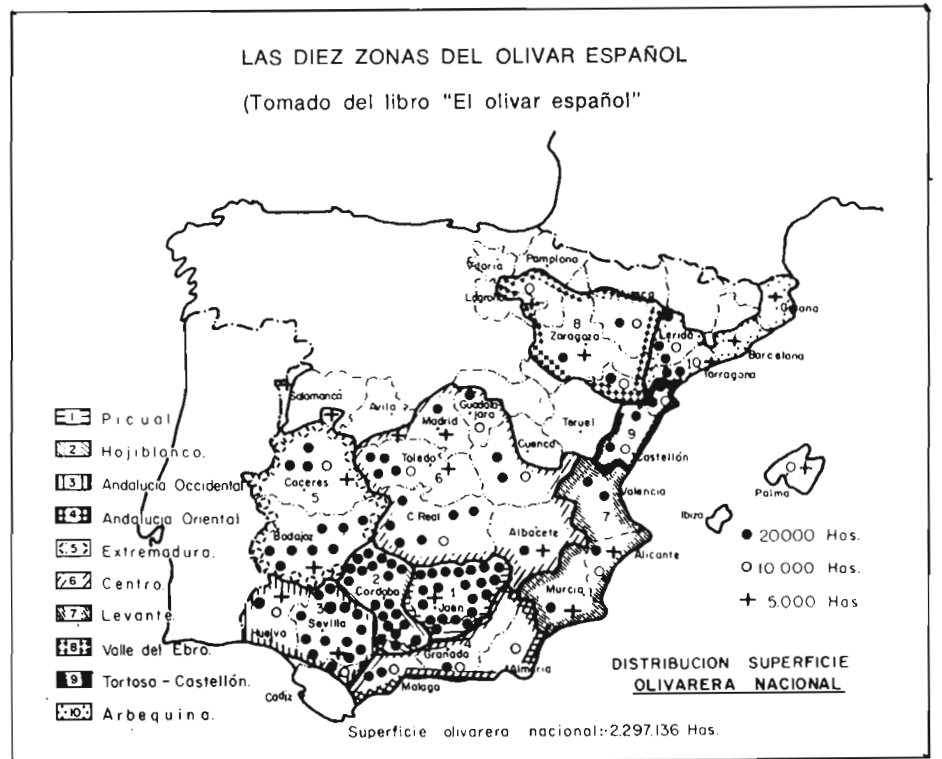 LAS DIEZ ZONAS DEL OLIVAR ESPAÑOL
(Tomado del libro "El olivar español"
Vitoria
Pamplona
Logroño
Huesca
Gerona
8
Zaragoza
Lerida
10
Barcelona
Tarragona
Salamanca
Avila
Madrid
Guadalajara
Teruel
Cuenca
9
Castellón
Toledo
6
Caceres
5
Valencia
7
Palma
Ibiza
C. Real
Albacete
Alicante
Badajoz
2
Cordoba
1
Jaen
Murcia
Huelva
3
Sevilla
Granada
4
Almeria
Malaga
Cadiz
1 Picual
2 Hojiblanco.
3 Andalucia Occidental
4 Andalucia Oriental
5 Extremadura.
6 Centro.
7 Levante.
8 Valle del Ebro.
9 Tortosa - Castellón.
10 Arbequina.
20000 Has.
10 000 Has.
5.000 Has
DISTRIBUCION SUPERFICIE
OLIVARERA NACIONAL
Superficie olivarera nacional:·2.297.136 Has.